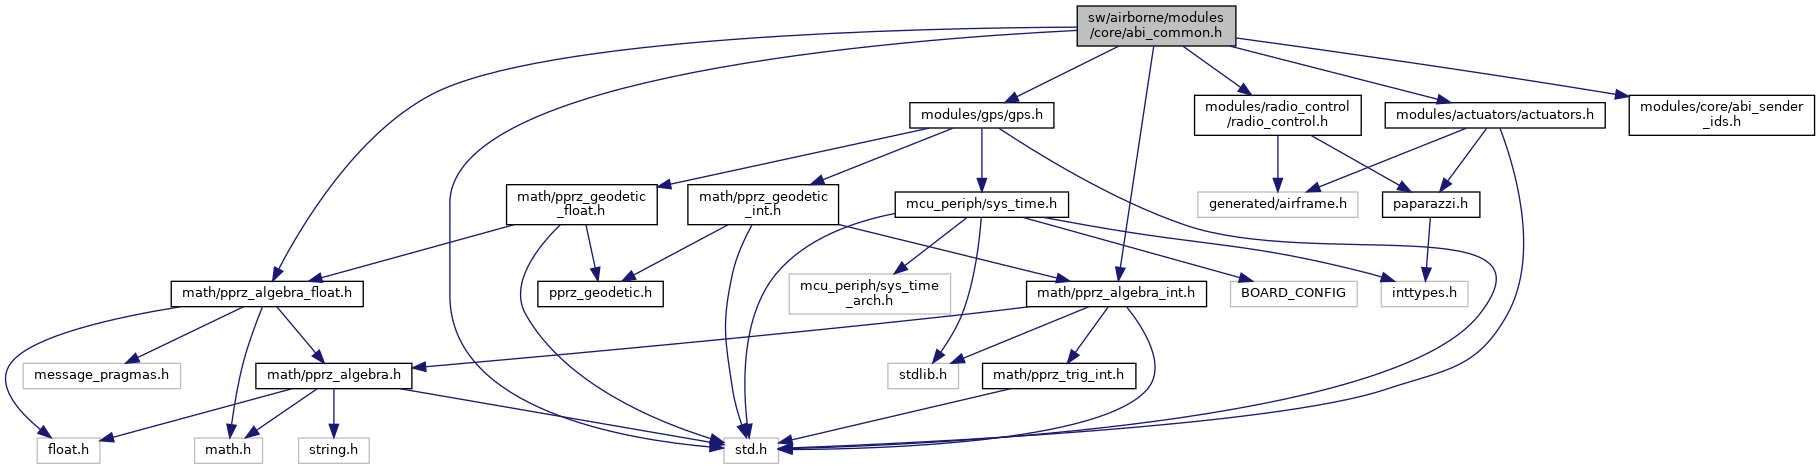 sw/airborne/modules
/core/abi_common.h
modules/gps/gps.h
modules/radio_control
/radio_control.h
modules/actuators/actuators.h
modules/core/abi_sender
_ids.h
math/pprz_geodetic
_float.h
math/pprz_geodetic
_int.h
mcu_periph/sys_time.h
generated/airframe.h
paparazzi.h
math/pprz_algebra_float.h
pprz_geodetic.h
mcu_periph/sys_time
_arch.h
math/pprz_algebra_int.h
BOARD_CONFIG
inttypes.h
message_pragmas.h
math/pprz_algebra.h
stdlib.h
math/pprz_trig_int.h
float.h
math.h
string.h
std.h